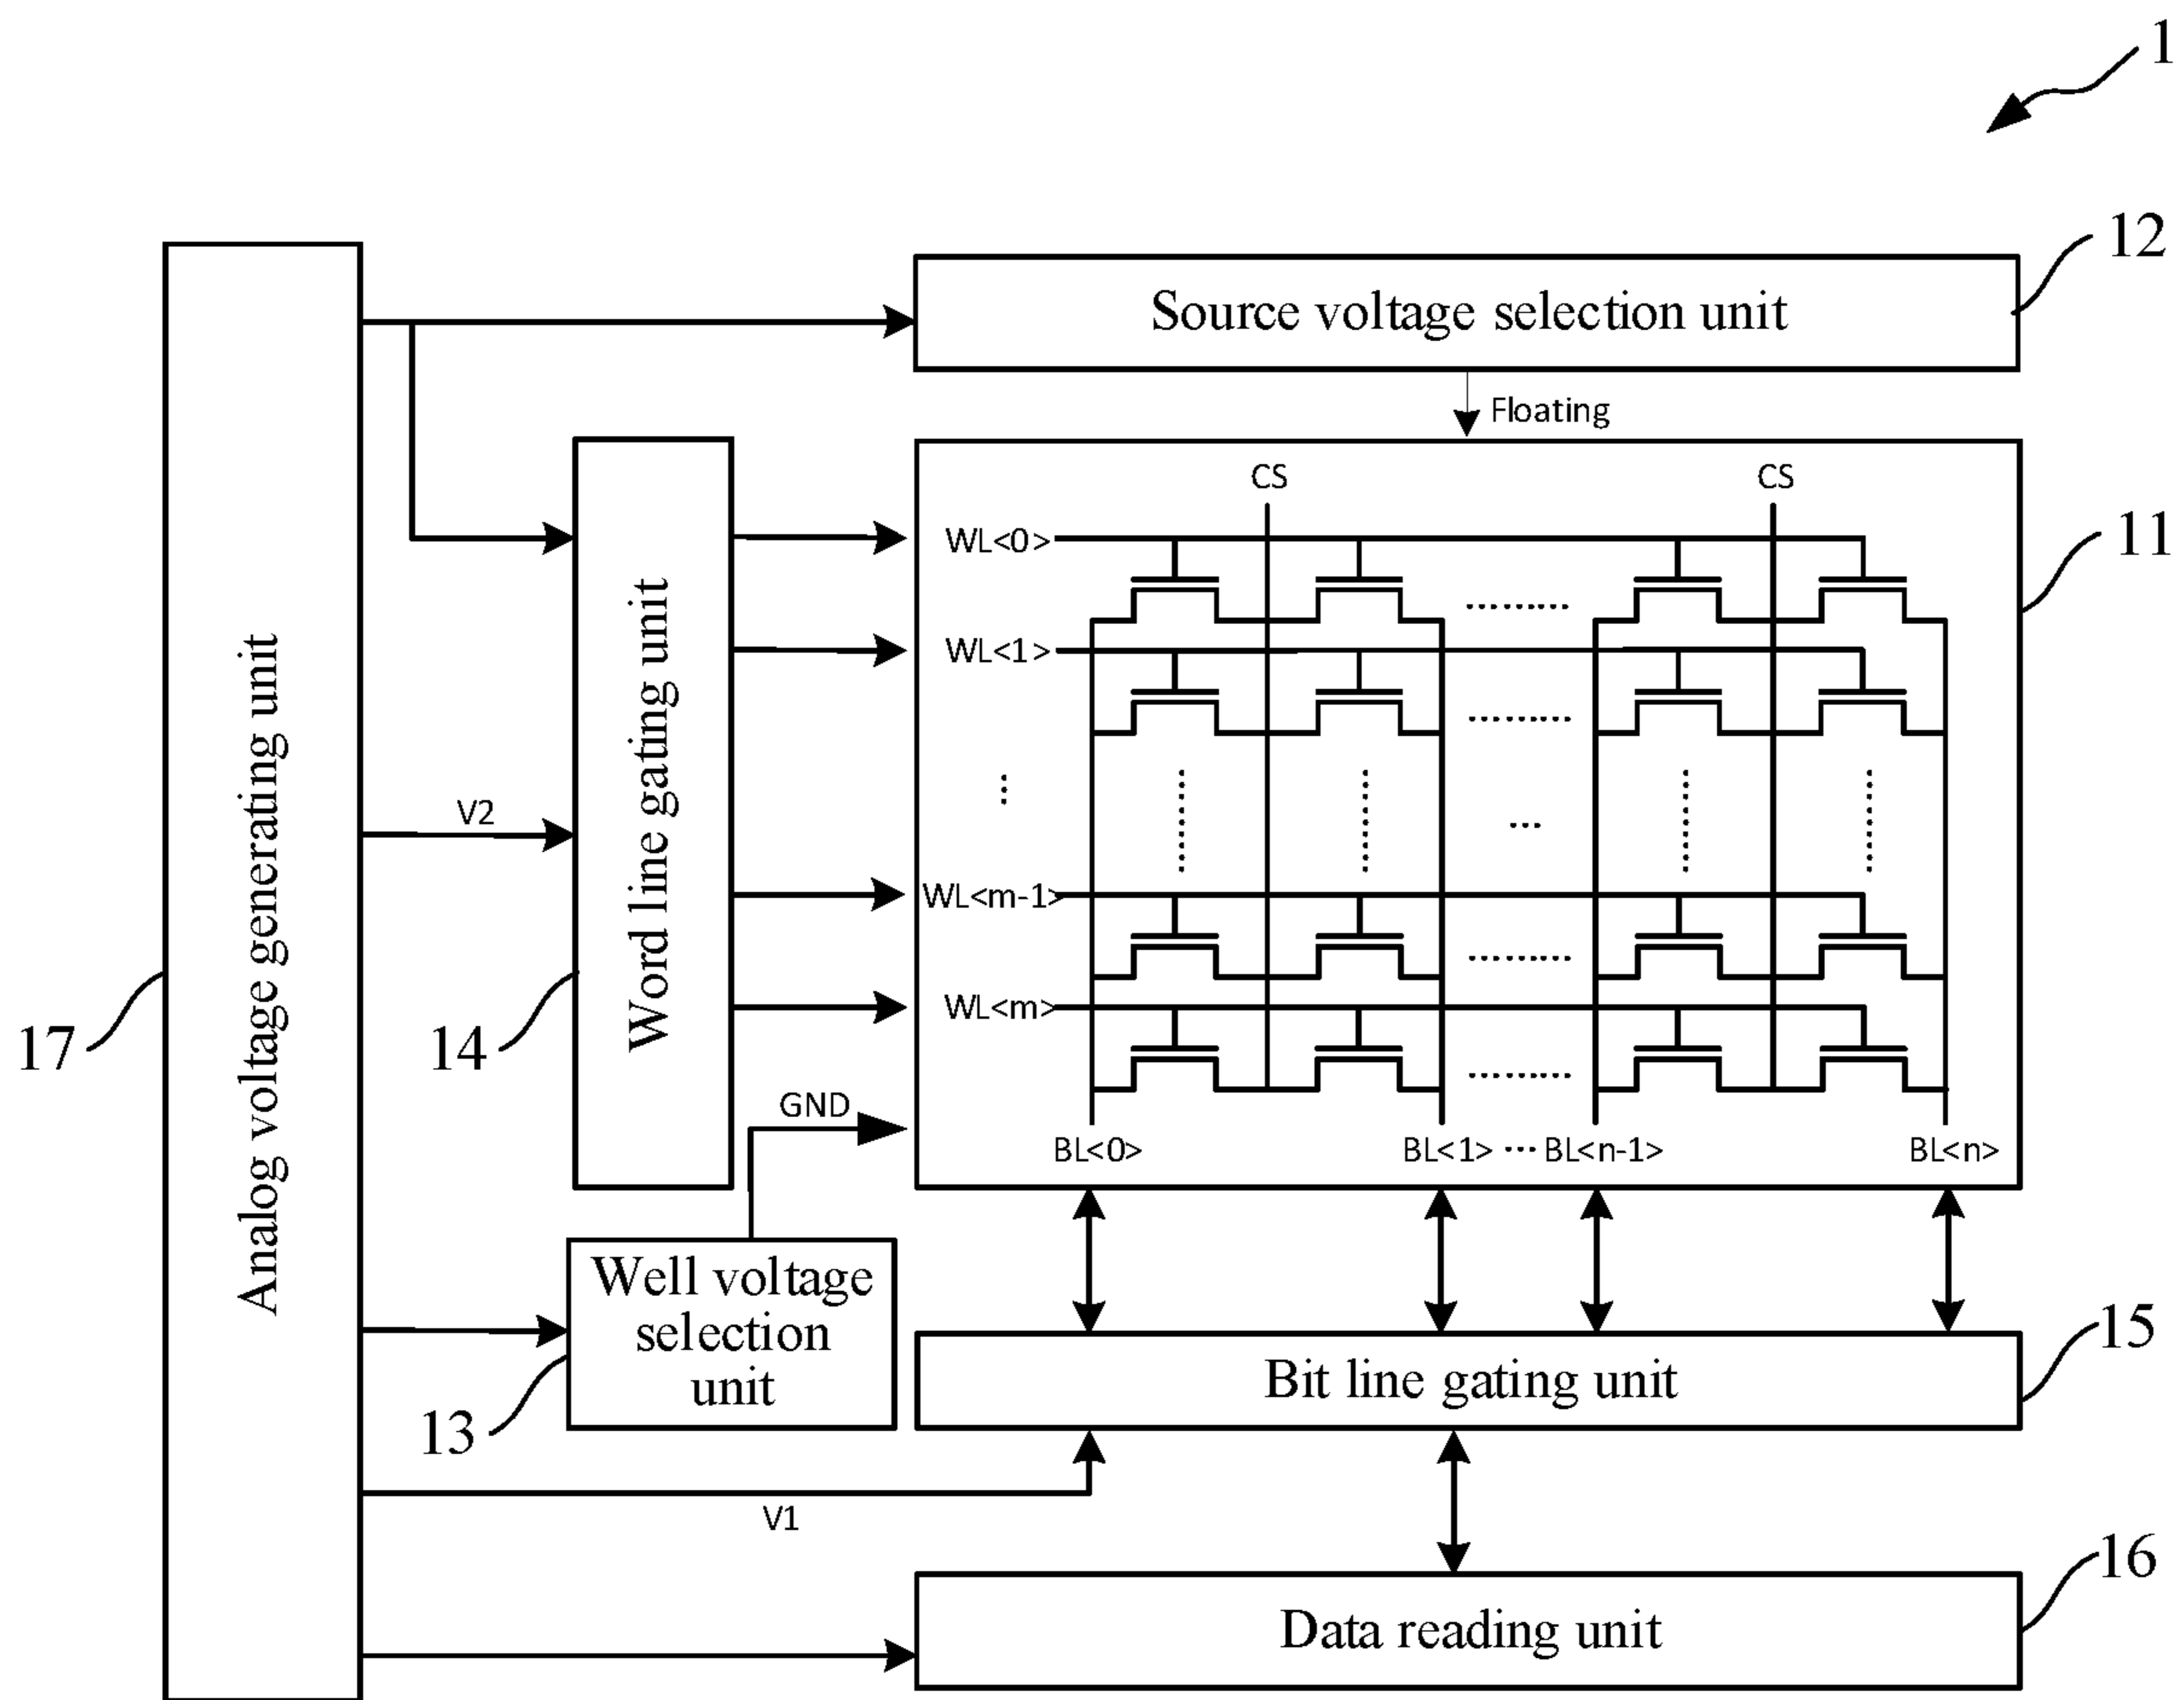 1
12
Source voltage selection unit
Floating
CS CS
11
WL<0>
WL<1>
Analog voltage generating unit
Word line gating unit
V2
WL<m-1>
WL<m>
17
14
GND
BL<0> BL<1> ··· BL<n-1> BL<n>
Well voltage
selection
unit
13
15
Bit line gating unit
V1
16
Data reading unit